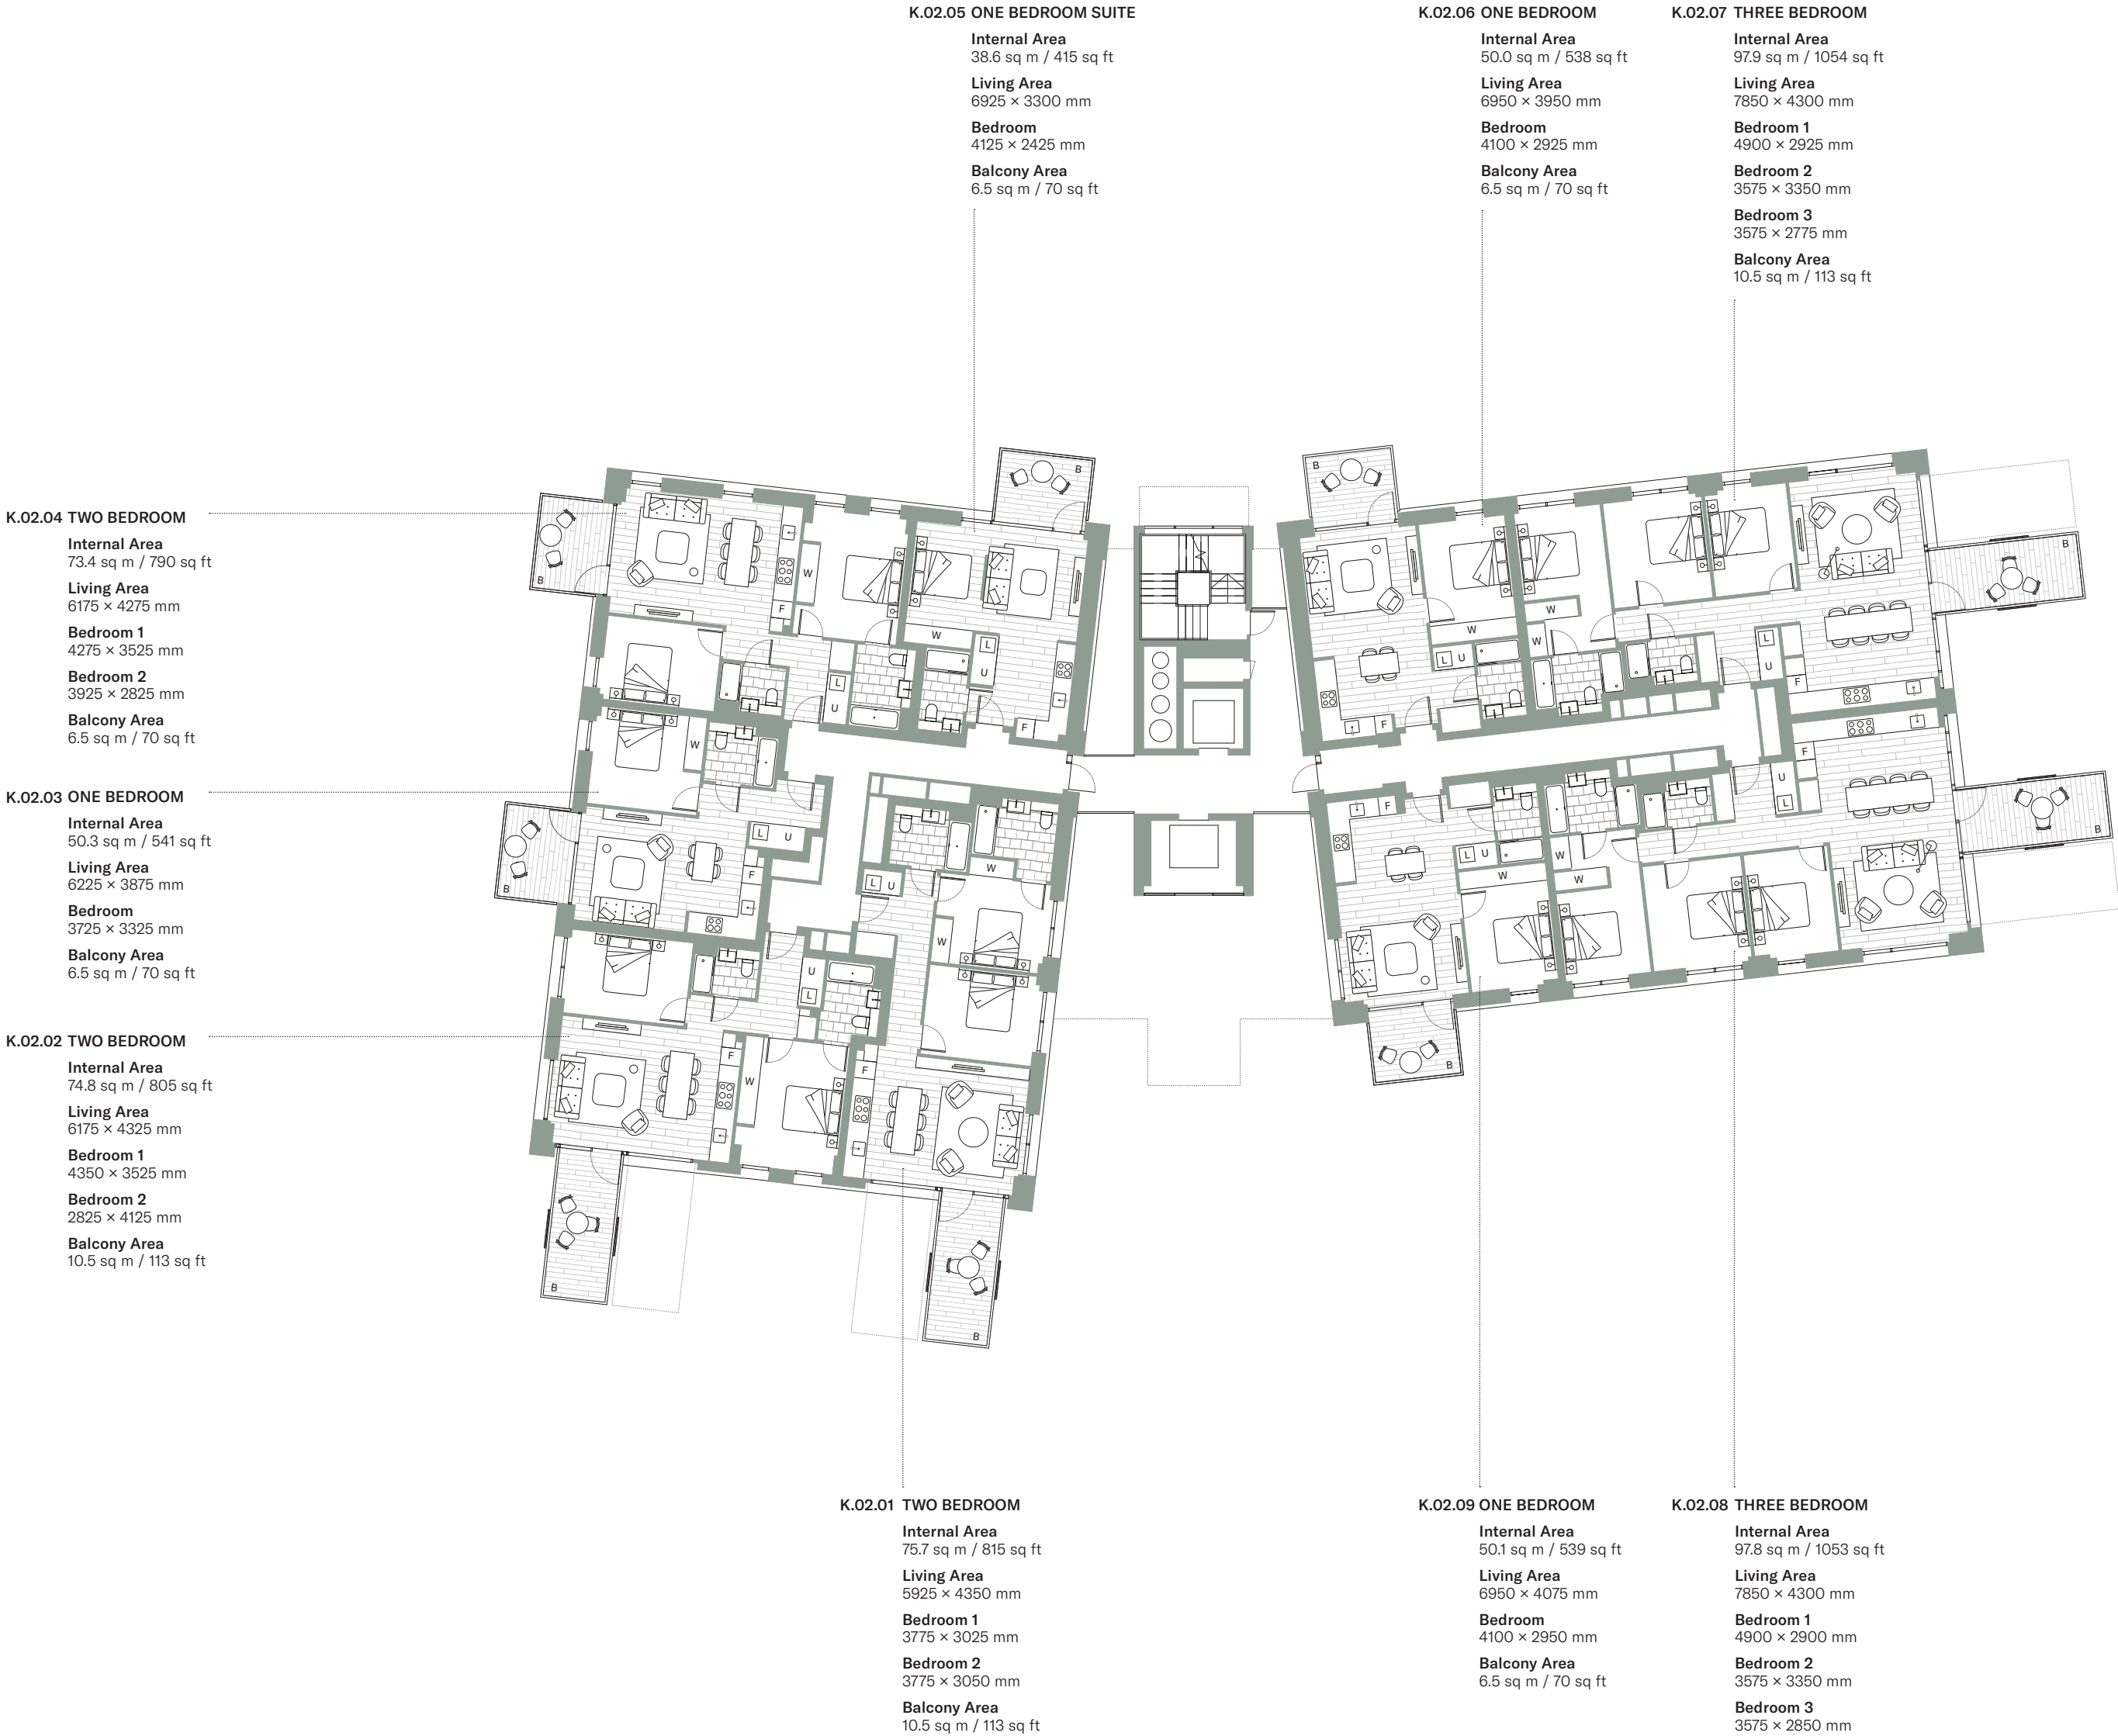 K.02.05 ONE BEDROOM SUITE
Internal Area
38.6 sq m / 415 sq ft
Living Area
6925 × 3300 mm
Bedroom
4125 × 2425 mm
Balcony Area
6.5 sq m / 70 sq ft
K.02.06 ONE BEDROOM
Internal Area
50.0 sq m / 538 sq ft
Living Area
6950 × 3950 mm
Bedroom
4100 × 2925 mm
Balcony Area
6.5 sq m / 70 sq ft
K.02.07 THREE BEDROOM
Internal Area
97.9 sq m / 1054 sq ft
Living Area
7850 × 4300 mm
Bedroom 1
4900 × 2925 mm
Bedroom 2
3575 × 3350 mm
Bedroom 3
3575 × 2775 mm
Balcony Area
10.5 sq m / 113 sq ft
K.02.04 TWO BEDROOM
Internal Area
73.4 sq m / 790 sq ft
Living Area
6175 × 4275 mm
Bedroom 1
4275 × 3525 mm
Bedroom 2
3925 × 2825 mm
Balcony Area
6.5 sq m / 70 sq ft
K.02.03 ONE BEDROOM
Internal Area
50.3 sq m / 541 sq ft
Living Area
6225 × 3875 mm
Bedroom
3725 × 3325 mm
Balcony Area
6.5 sq m / 70 sq ft
K.02.02 TWO BEDROOM
Internal Area
74.8 sq m / 805 sq ft
Living Area
6175 × 4325 mm
Bedroom 1
4350 × 3525 mm
Bedroom 2
2825 × 4125 mm
Balcony Area
10.5 sq m / 113 sq ft
B
W
F
L
U
B
W
L
U
F
B
W
L U
F
W
W
L
U
F
B
W
L U
F
B
L U
W
W
U
L
F
W
B
F
B
F
L U
W
W
W
F
U
L
B
B
K.02.01 TWO BEDROOM
Internal Area
75.7 sq m / 815 sq ft
Living Area
5925 × 4350 mm
Bedroom 1
3775 × 3025 mm
Bedroom 2
3775 × 3050 mm
Balcony Area
10.5 sq m / 113 sq ft
K.02.09 ONE BEDROOM
Internal Area
50.1 sq m / 539 sq ft
Living Area
6950 × 4075 mm
Bedroom
4100 × 2950 mm
Balcony Area
6.5 sq m / 70 sq ft
K.02.08 THREE BEDROOM
Internal Area
97.8 sq m / 1053 sq ft
Living Area
7850 × 4300 mm
Bedroom 1
4900 × 2900 mm
Bedroom 2
3575 × 3350 mm
Bedroom 3
3575 × 2850 mm